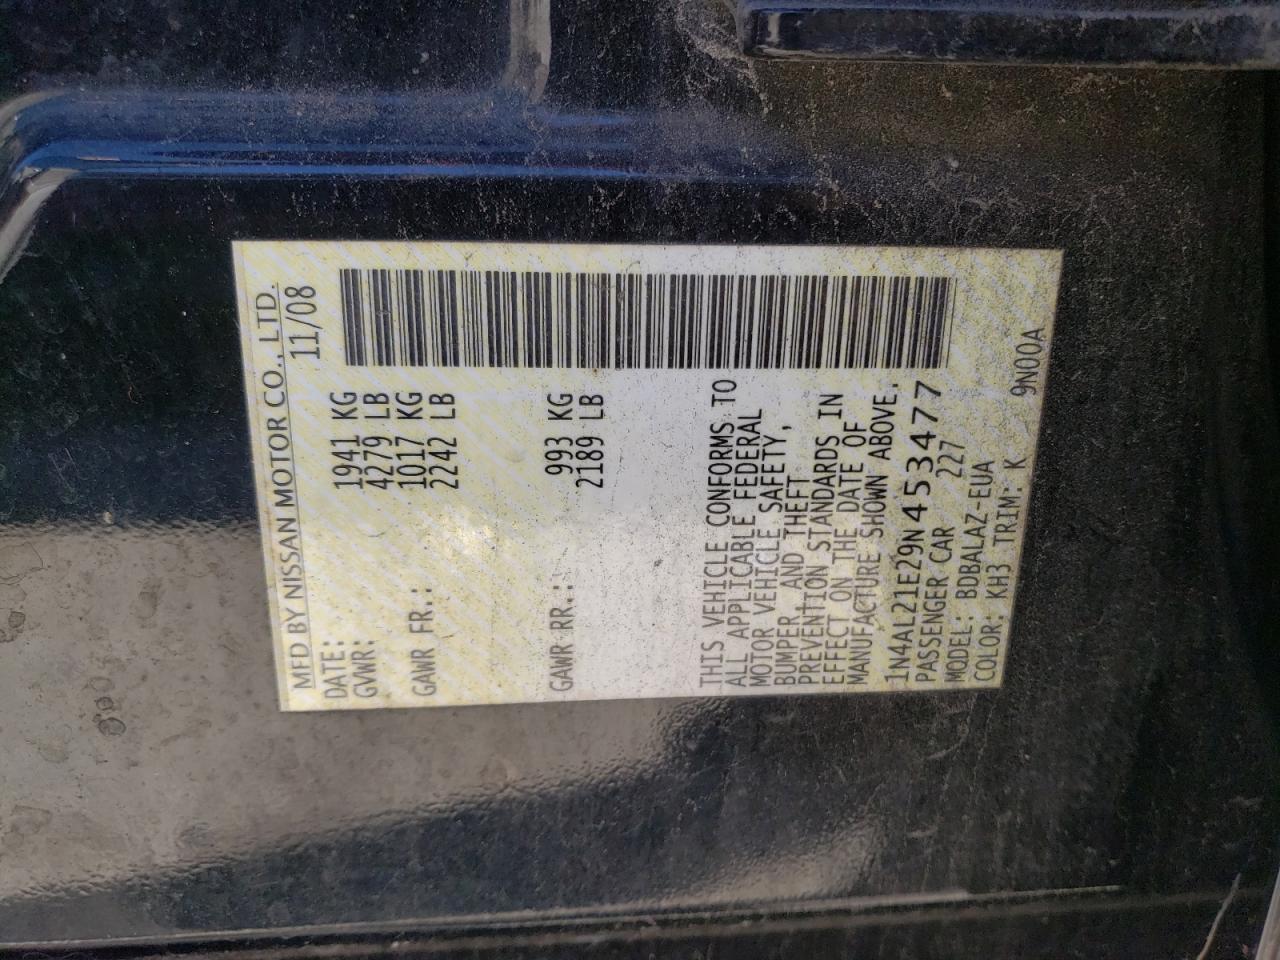 MFD BY NISSAN MOTOR CO., LTD.
DATE: 11/08
GVWR: 1941 KG
4279 LB
GAWR FR.: 1017 KG
2242 LB
GAWR RR.: 993 KG
2189 LB
THIS VEHICLE CONFORMS TO
ALL APPLICABLE FEDERAL
MOTOR VEHICLE SAFETY,
BUMPER AND THEFT
PREVENTION STANDARDS IN
EFFECT ON THE DATE OF
MANUFACTURE SHOWN ABOVE.
1N4AL21E29N453477
PASSENGER CAR 227
MODEL: BDBALAZ-EUA
COLOR: KH3 TRIM: K
9N00A